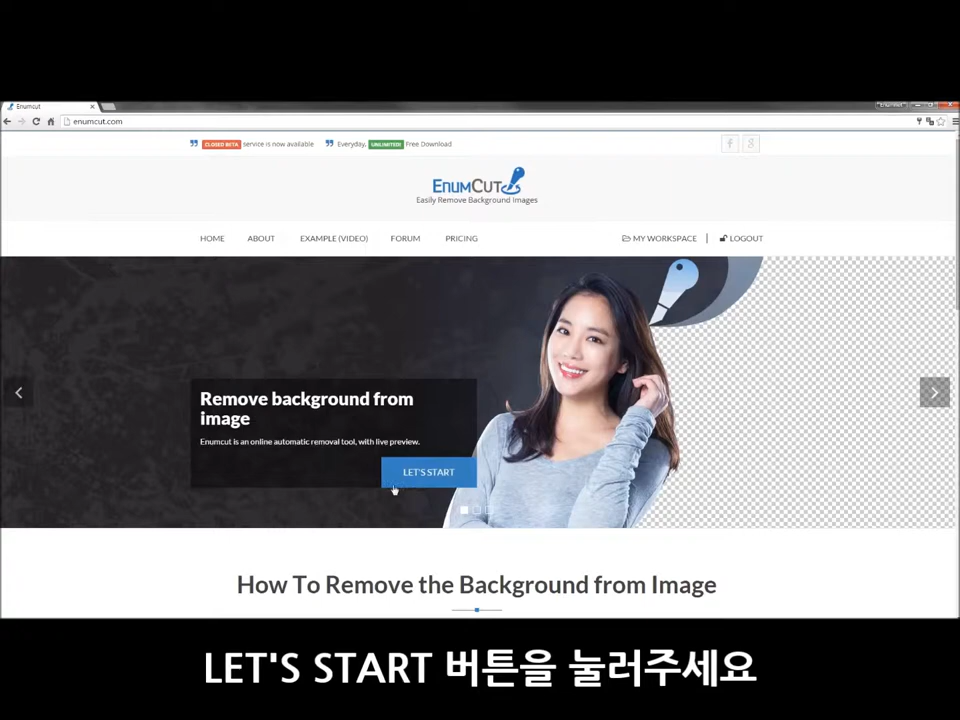 Enumcut
enumcut.com
CLOSED BETA service is now available
Everyday, UNLIMITED! Free Download
ENUMCUT
Easily Remove Background Images
HOME ABOUT EXAMPLE (VIDEO) FORUM PRICING MY WORKSPACE | LOGOUT
Remove background from
image
Enumcut is an online automatic removal tool, with live preview.
LET'S START
How To Remove the Background from Image
LET'S START 버튼을 눌러주세요